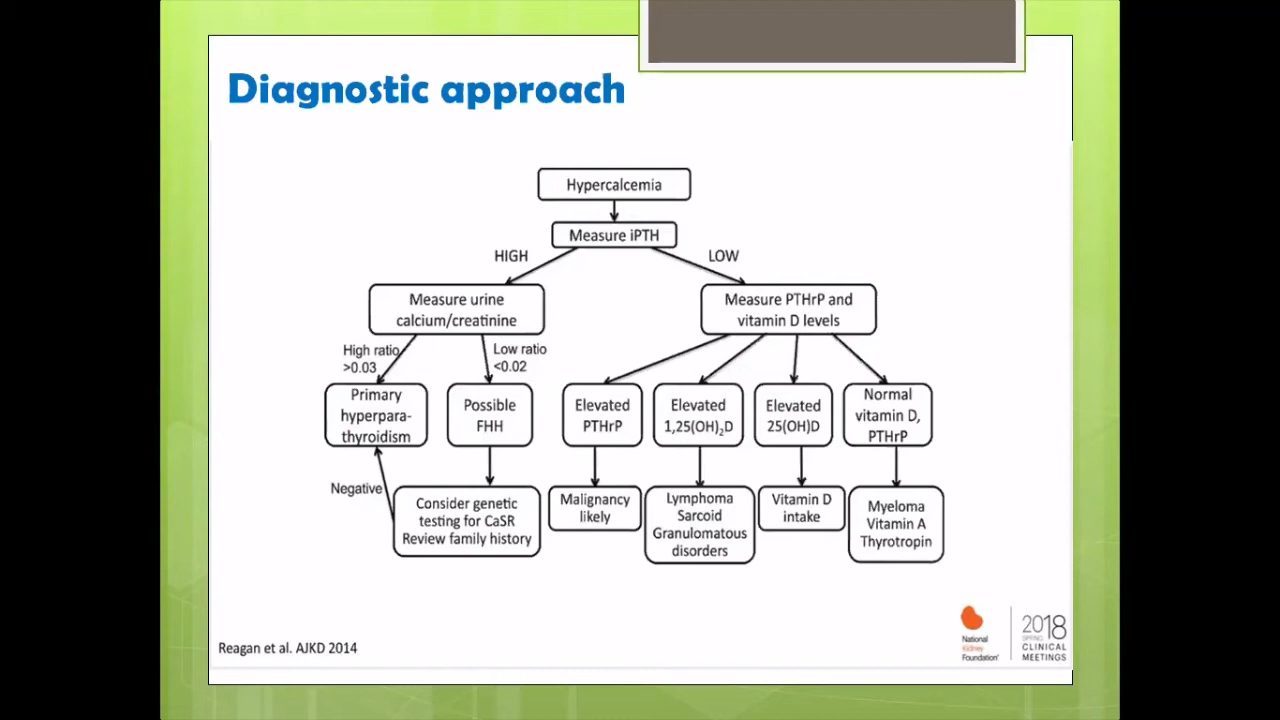 Diagnostic approach
Hypercalcemia
Measure iPTH
HIGH
LOW
Measure urine
calcium/creatinine
Measure PTHrP and
vitamin D levels
High ratio
>0.03
Low ratio
<0.02
Primary
hyperpara-
thyroidism
Possible
FHH
Elevated
PTHrP
Elevated
1,25(OH)₂D
Elevated
25(OH)D
Normal
vitamin D,
PTHrP
Negative
Consider genetic
testing for CaSR
Review family history
Malignancy
likely
Lymphoma
Sarcoid
Granulomatous
disorders
Vitamin D
intake
Myeloma
Vitamin A
Thyrotropin
Reagan et al. AJKD 2014
National
Kidney
Foundation®
2018
SPRING
CLINICAL
MEETINGS